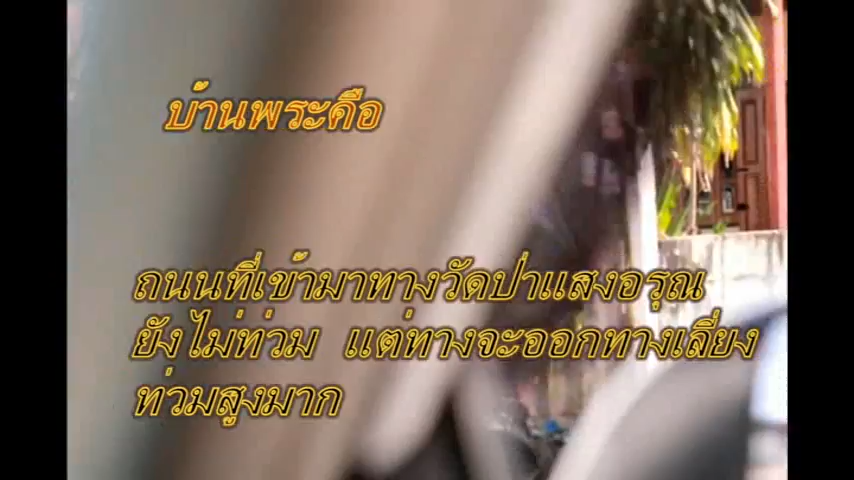 บ้านพระคือ
ถนนที่เข้ามาทางวัดป่าแสงอรุณ
ยังไม่ท่วม แต่ทางจะออกทางเลี่ยง
ท่วมสูงมาก